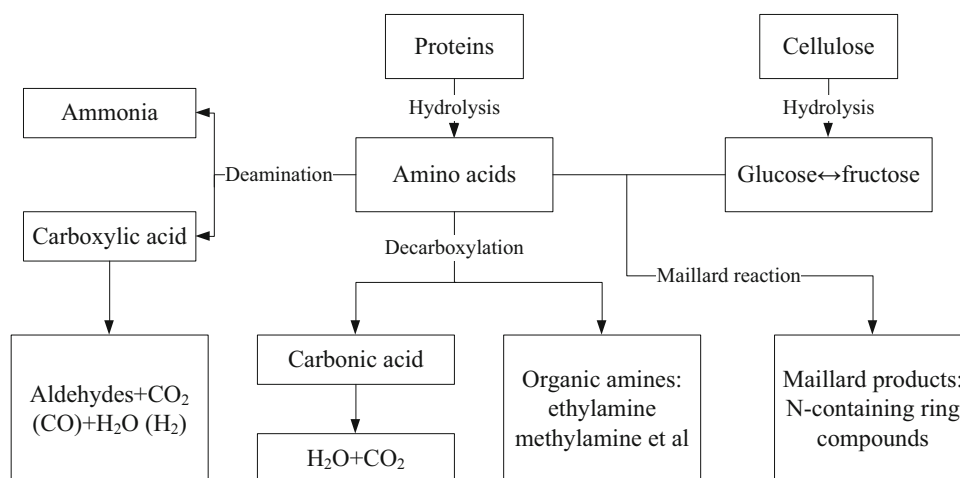 Proteins
Cellulose
Hydrolysis
Hydrolysis
Ammonia
Deamination
Amino acids
Glucose↔fructose
Carboxylic acid
Decarboxylation
Maillard reaction
Aldehydes+CO₂
(CO)+H₂O (H₂)
Carbonic acid
H₂O+CO₂
Organic amines:
ethylamine
methylamine et al
Maillard products:
N-containing ring
compounds